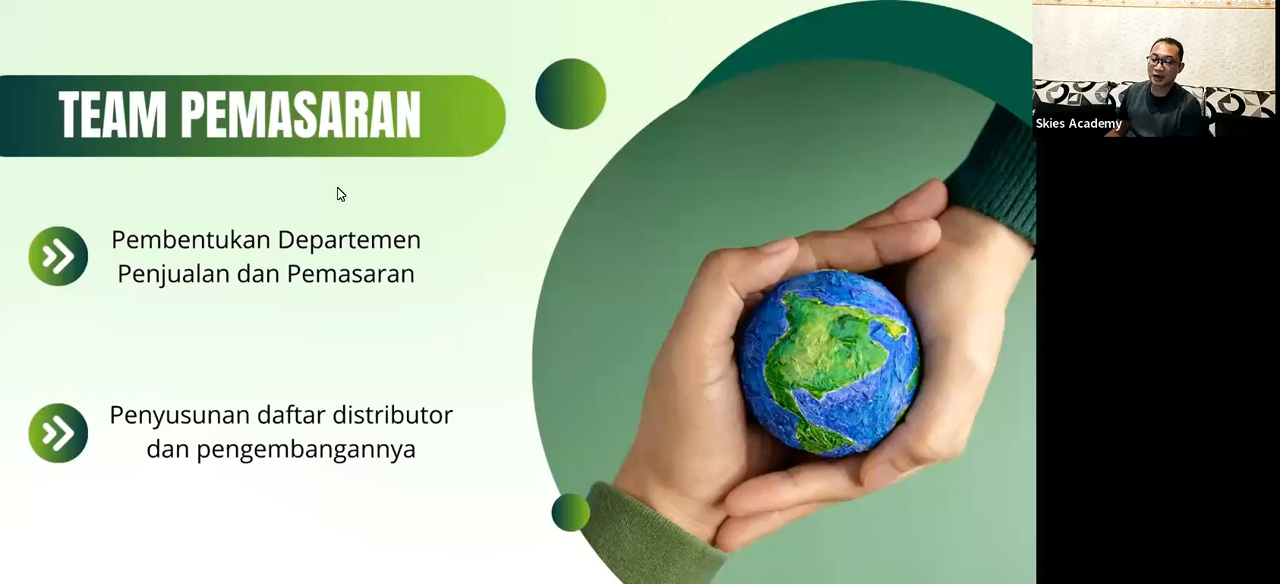 TEAM PEMASARAN
Pembentukan Departemen
Penjualan dan Pemasaran
Penyusunan daftar distributor
dan pengembangannya
Skies Academy